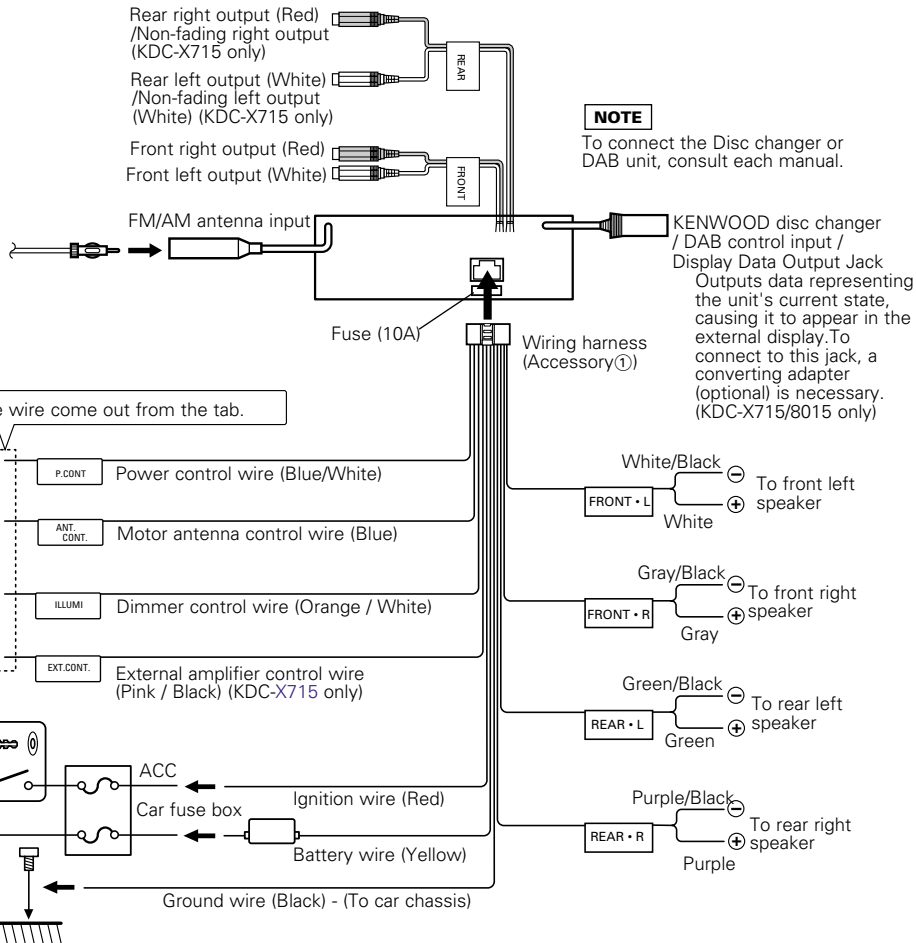 Rear right output (Red)
/Non-fading right output
(KDC-X715 only)
REAR
Rear left output (White)
/Non-fading left output
(White) (KDC-X715 only)
Front right output (Red)
Front left output (White)
FRONT
NOTE
To connect the Disc changer or
DAB unit, consult each manual.
FM/AM antenna input
KENWOOD disc changer
/ DAB control input /
Display Data Output Jack
Outputs data representing
the unit's current state,
causing it to appear in the
external display.To
connect to this jack, a
converting adapter
(optional) is necessary.
(KDC-X715/8015 only)
Fuse (10A)
Wiring harness
(Accessory①)
wire come out from the tab.
P.CONT
Power control wire (Blue/White)
ANT.
CONT.
Motor antenna control wire (Blue)
ILLUMI
Dimmer control wire (Orange / White)
EXT.CONT.
External amplifier control wire
(Pink / Black) (KDC-X715 only)
White/Black
⊖
FRONT • L
To front left
speaker
⊕
White
Gray/Black
⊖
FRONT • R
To front right
speaker
⊕
Gray
Green/Black
⊖
REAR • L
To rear left
speaker
⊕
Green
Purple/Black
⊖
REAR • R
To rear right
speaker
⊕
Purple
ACC
Ignition wire (Red)
Car fuse box
Battery wire (Yellow)
Ground wire (Black) - (To car chassis)